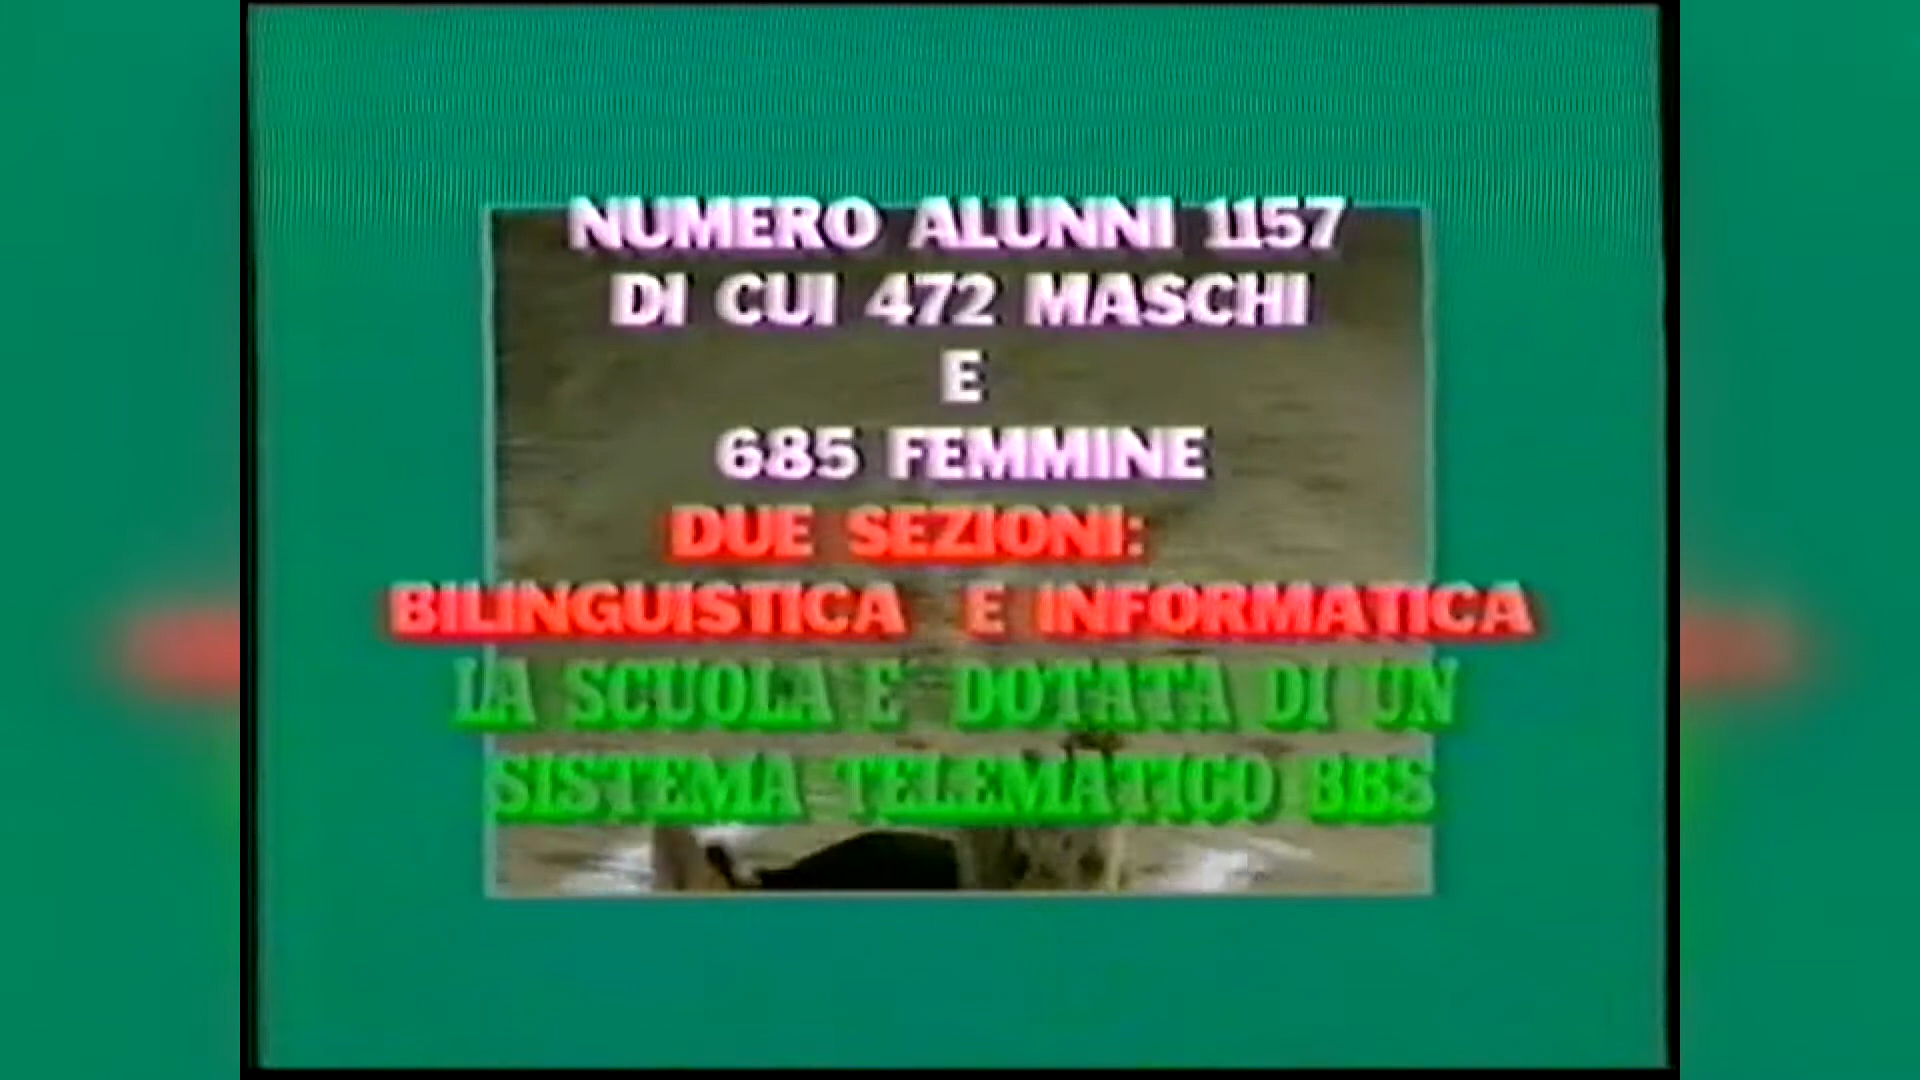 NUMERO ALUNNI 1157
DI CUI 472 MASCHI
E
685 FEMMINE
DUE SEZIONI:
BILINGUISTICA E INFORMATICA
LA SCUOLA E' DOTATA DI UN
SISTEMA TELEMATICO BBS